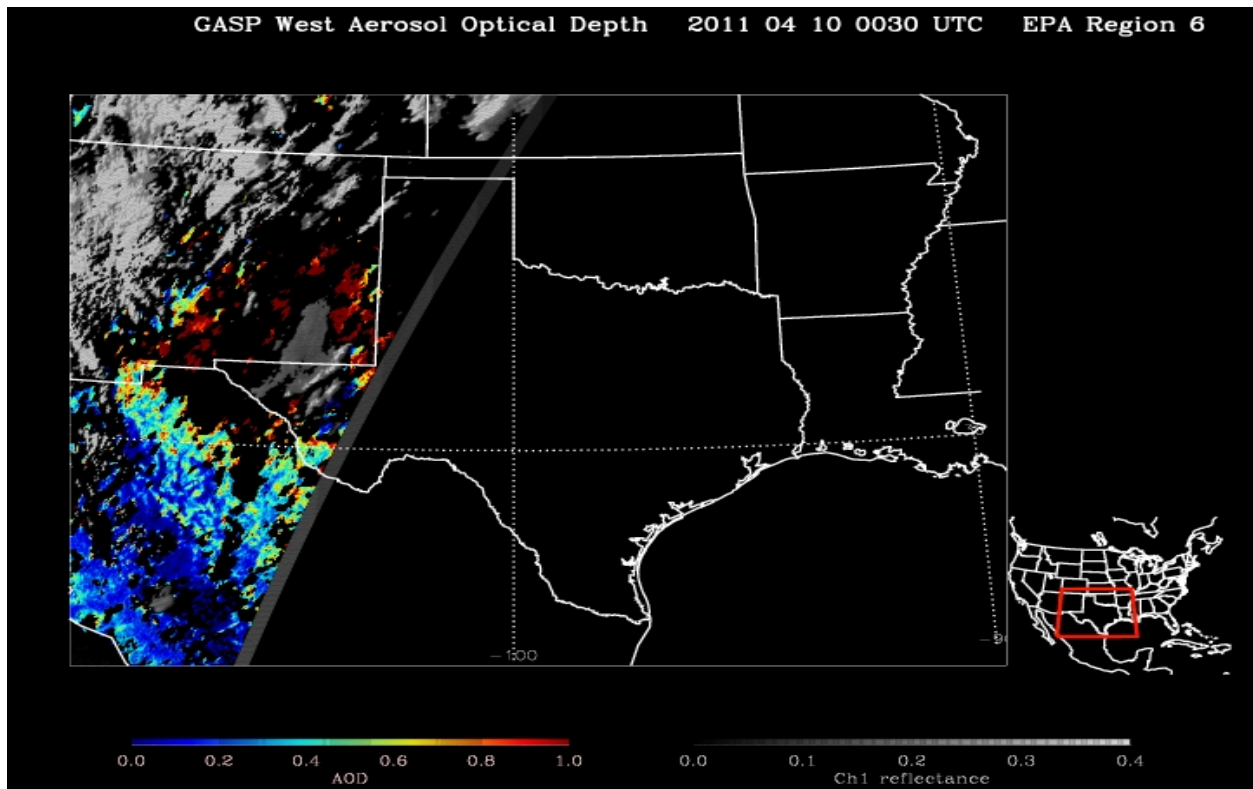 GASP West Aerosol Optical Depth 2011 04 10 0030 UTC EPA Region 6
-100
0.0 0.2 0.4 0.6 0.8 1.0
AOD
0.0 0.1 0.2 0.3 0.4
Ch1 reflectance